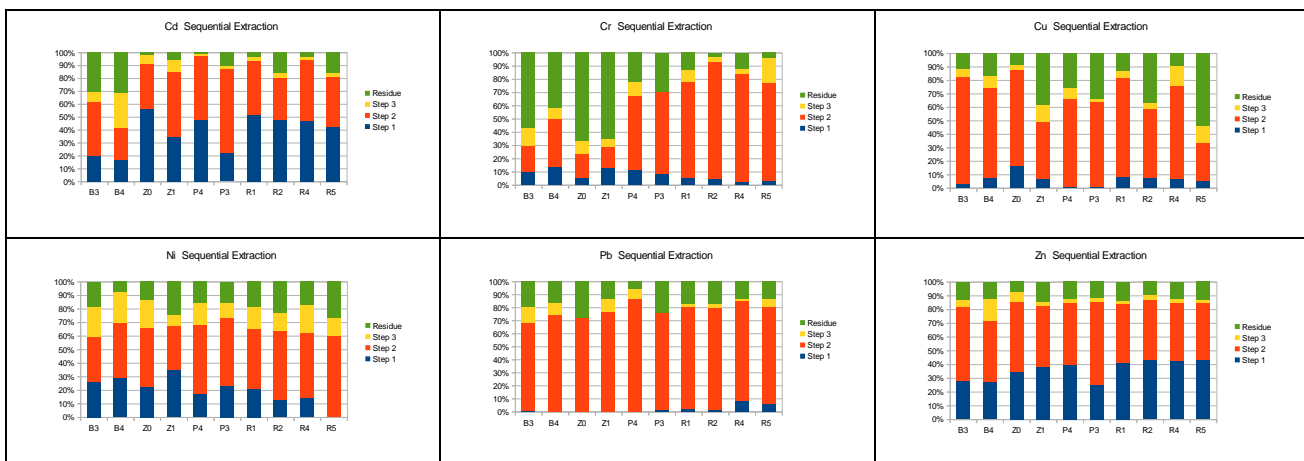 Cd Sequential Extraction
100%
90%
80%
70%
60%
50%
40%
30%
20%
10%
0%
B3 B4 Z0 Z1 P4 P3 R1 R2 R4 R5
Residue
Step 3
Step 2
Step 1
Cr Sequential Extraction
100%
90%
80%
70%
60%
50%
40%
30%
20%
10%
0%
B3 B4 Z0 Z1 P4 P3 R1 R2 R4 R5
Residue
Step 3
Step 2
Step 1
Cu Sequential Extraction
100%
90%
80%
70%
60%
50%
40%
30%
20%
10%
0%
B3 B4 Z0 Z1 P4 P3 R1 R2 R4 R5
Residue
Step 3
Step 2
Step 1
Ni Sequential Extraction
100%
90%
80%
70%
60%
50%
40%
30%
20%
10%
0%
B3 B4 Z0 Z1 P4 P3 R1 R2 R4 R5
Residue
Step 3
Step 2
Step 1
Pb Sequential Extraction
100%
90%
80%
70%
60%
50%
40%
30%
20%
10%
0%
B3 B4 Z0 Z1 P4 P3 R1 R2 R4 R5
Residue
Step 3
Step 2
Step 1
Zn Sequential Extraction
100%
90%
80%
70%
60%
50%
40%
30%
20%
10%
0%
B3 B4 Z0 Z1 P4 P3 R1 R2 R4 R5
Residue
Step 3
Step 2
Step 1